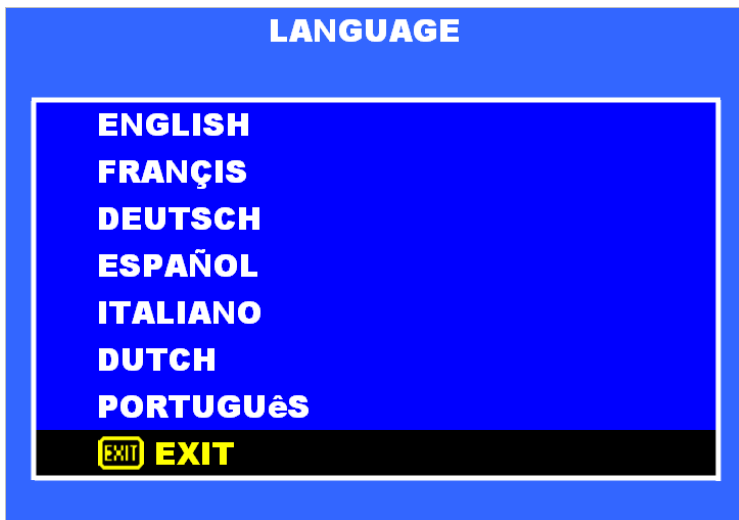 LANGUAGE
ENGLISH
FRANÇIS
DEUTSCH
ESPAÑOL
ITALIANO
DUTCH
PORTUGUêS
EXIT EXIT